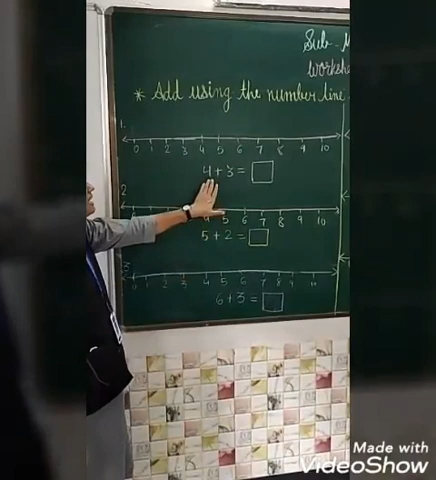 Sub-M
Workshe
* Add using the number line
1.
0 1 2 3 4 5 6 7 8 9 10
4 + 3 =
2
4 5 6 7 8 9 10
5 + 2 =
3
0 1 2 3 4 5 6 7 8 9 10
6 + 3 =
Made with
VideoShow